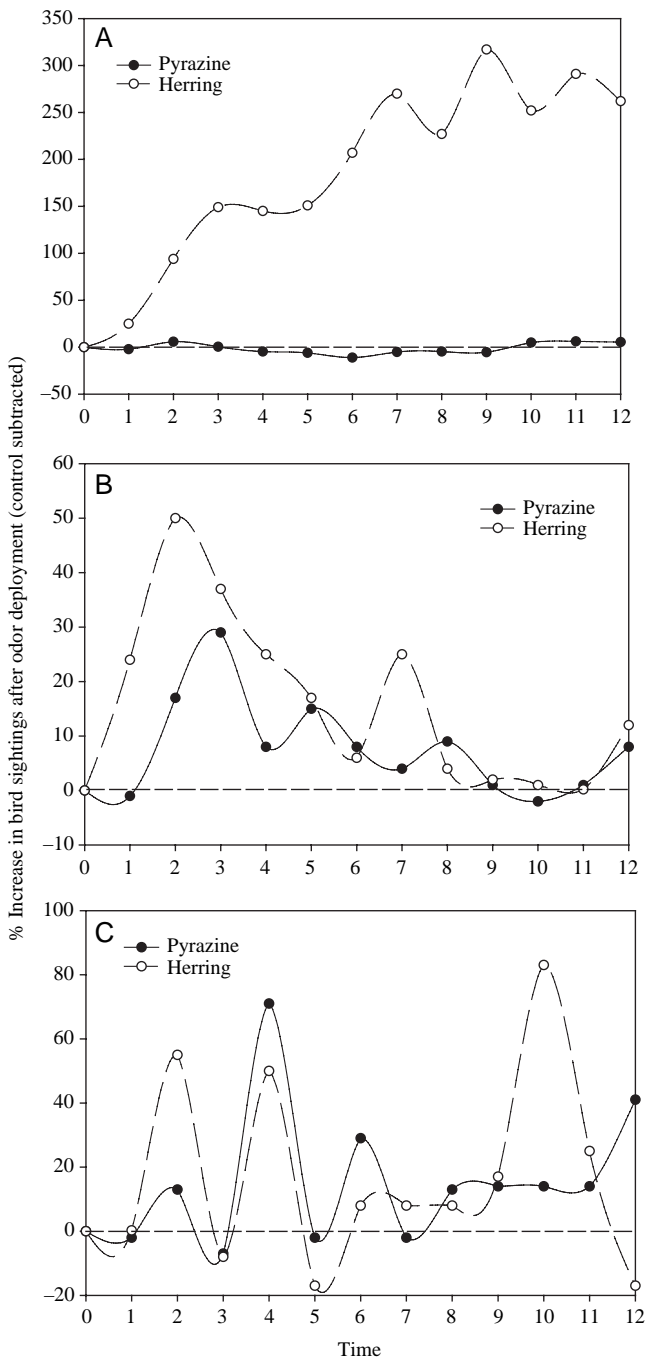 % Increase in bird sightings after odor deployment (control subtracted)
A
Pyrazine
Herring
350
300
250
200
150
100
50
0
–50
0 1 2 3 4 5 6 7 8 9 10 11 12
B
Pyrazine
Herring
60
50
40
30
20
10
0
–10
0 1 2 3 4 5 6 7 8 9 10 11 12
C
Pyrazine
Herring
100
80
60
40
20
0
–20
0 1 2 3 4 5 6 7 8 9 10 11 12
Time